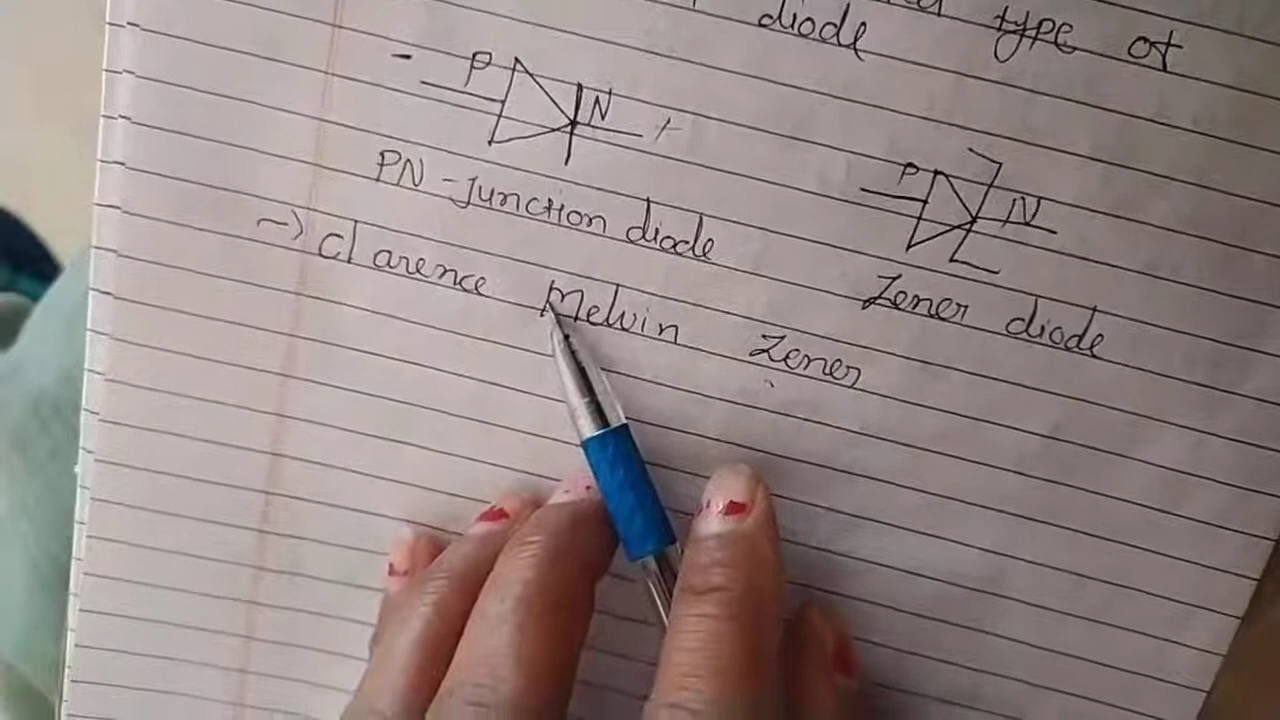 type of
diode
- P N +
PN-junction diode
P N
Zener diode
→ Clarence Melvin Zener